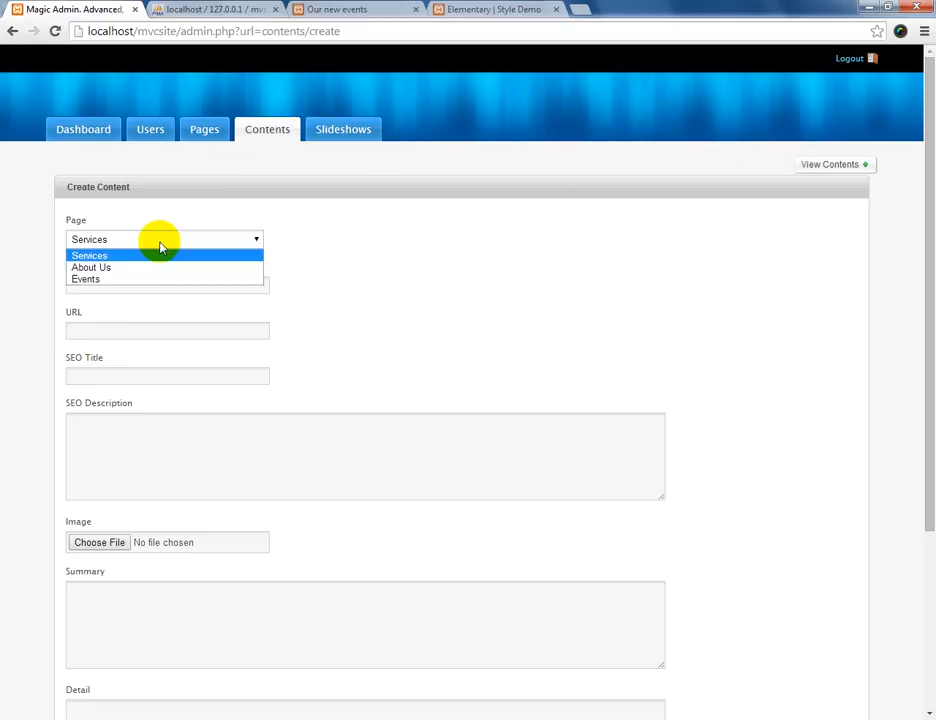 Magic Admin. Advanced,
localhost / 127.0.0.1 / mvc
Our new events
Elementary | Style Demo
localhost/mvcsite/admin.php?url=contents/create
Logout
Dashboard
Users
Pages
Contents
Slideshows
View Contents
Create Content
Page
Services
Services
About Us
Events
URL
SEO Title
SEO Description
Image
Choose File No file chosen
Summary
Detail